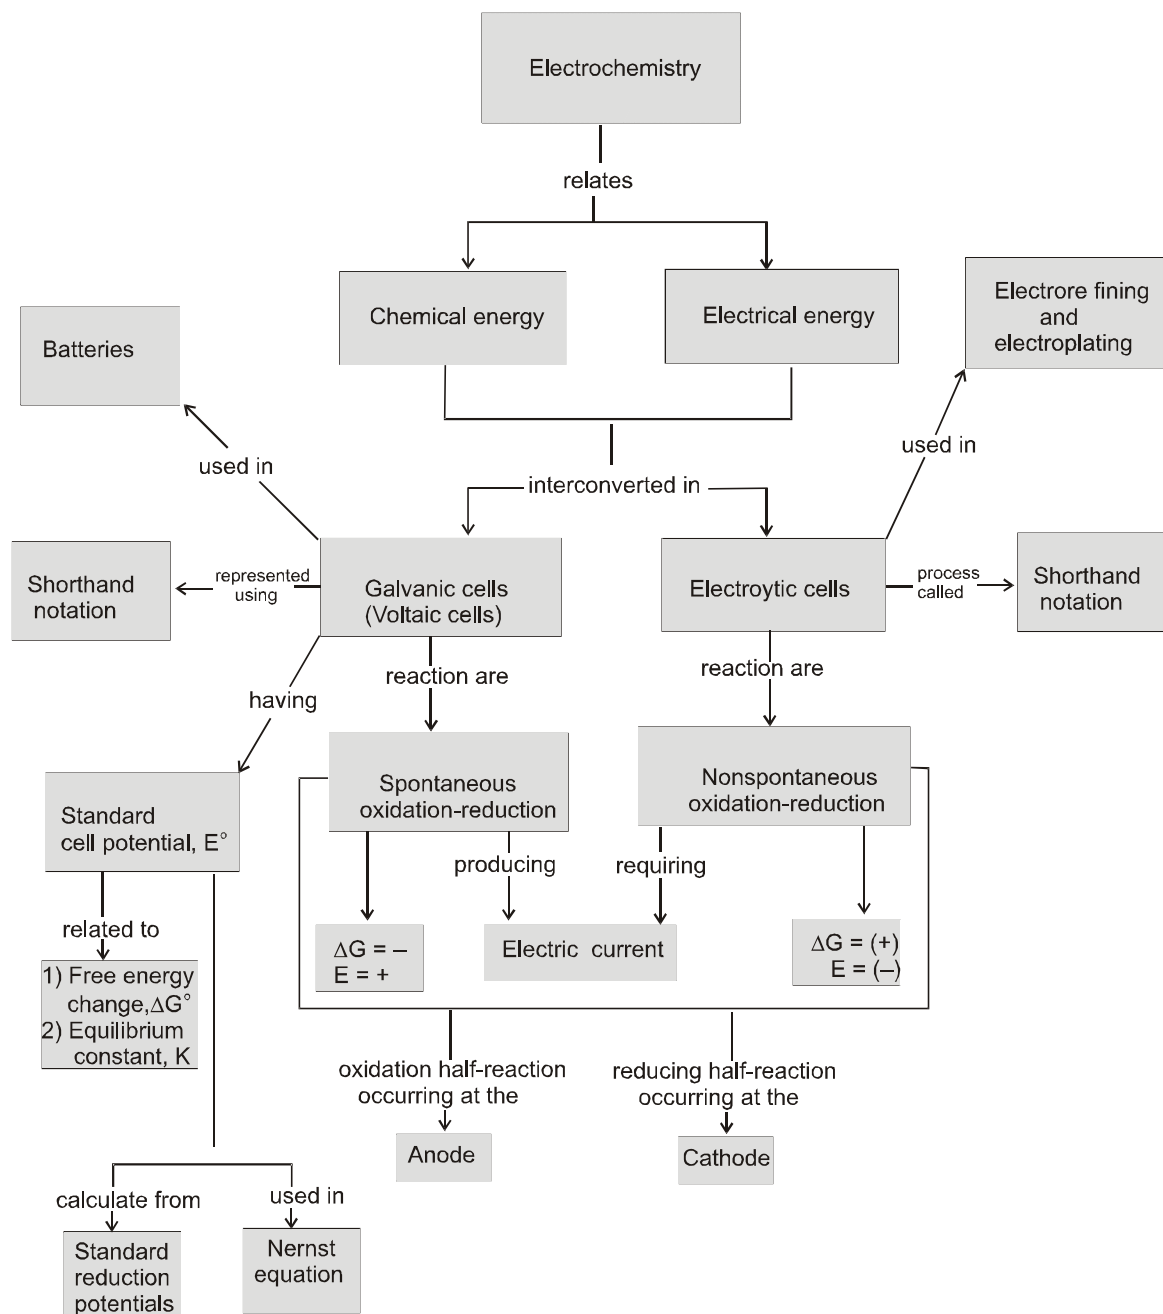 Electrochemistry
relates
Chemical energy
Electrical energy
Electrore fining
and
electroplating
Batteries
used in
used in
interconverted in
Shorthand
notation
represented
using
Galvanic cells
(Voltaic cells)
Electroytic cells
process
called
Shorthand
notation
having
reaction are
reaction are
Standard
cell potential, E°
Spontaneous
oxidation-reduction
Nonspontaneous
oxidation-reduction
producing
requiring
related to
1) Free energy
change,ΔG°
2) Equilibrium
constant, K
ΔG = –
E = +
Electric current
ΔG = (+)
E = (–)
oxidation half-reaction
occurring at the
reducing half-reaction
occurring at the
Anode
Cathode
calculate from
used in
Standard
reduction
potentials
Nernst
equation